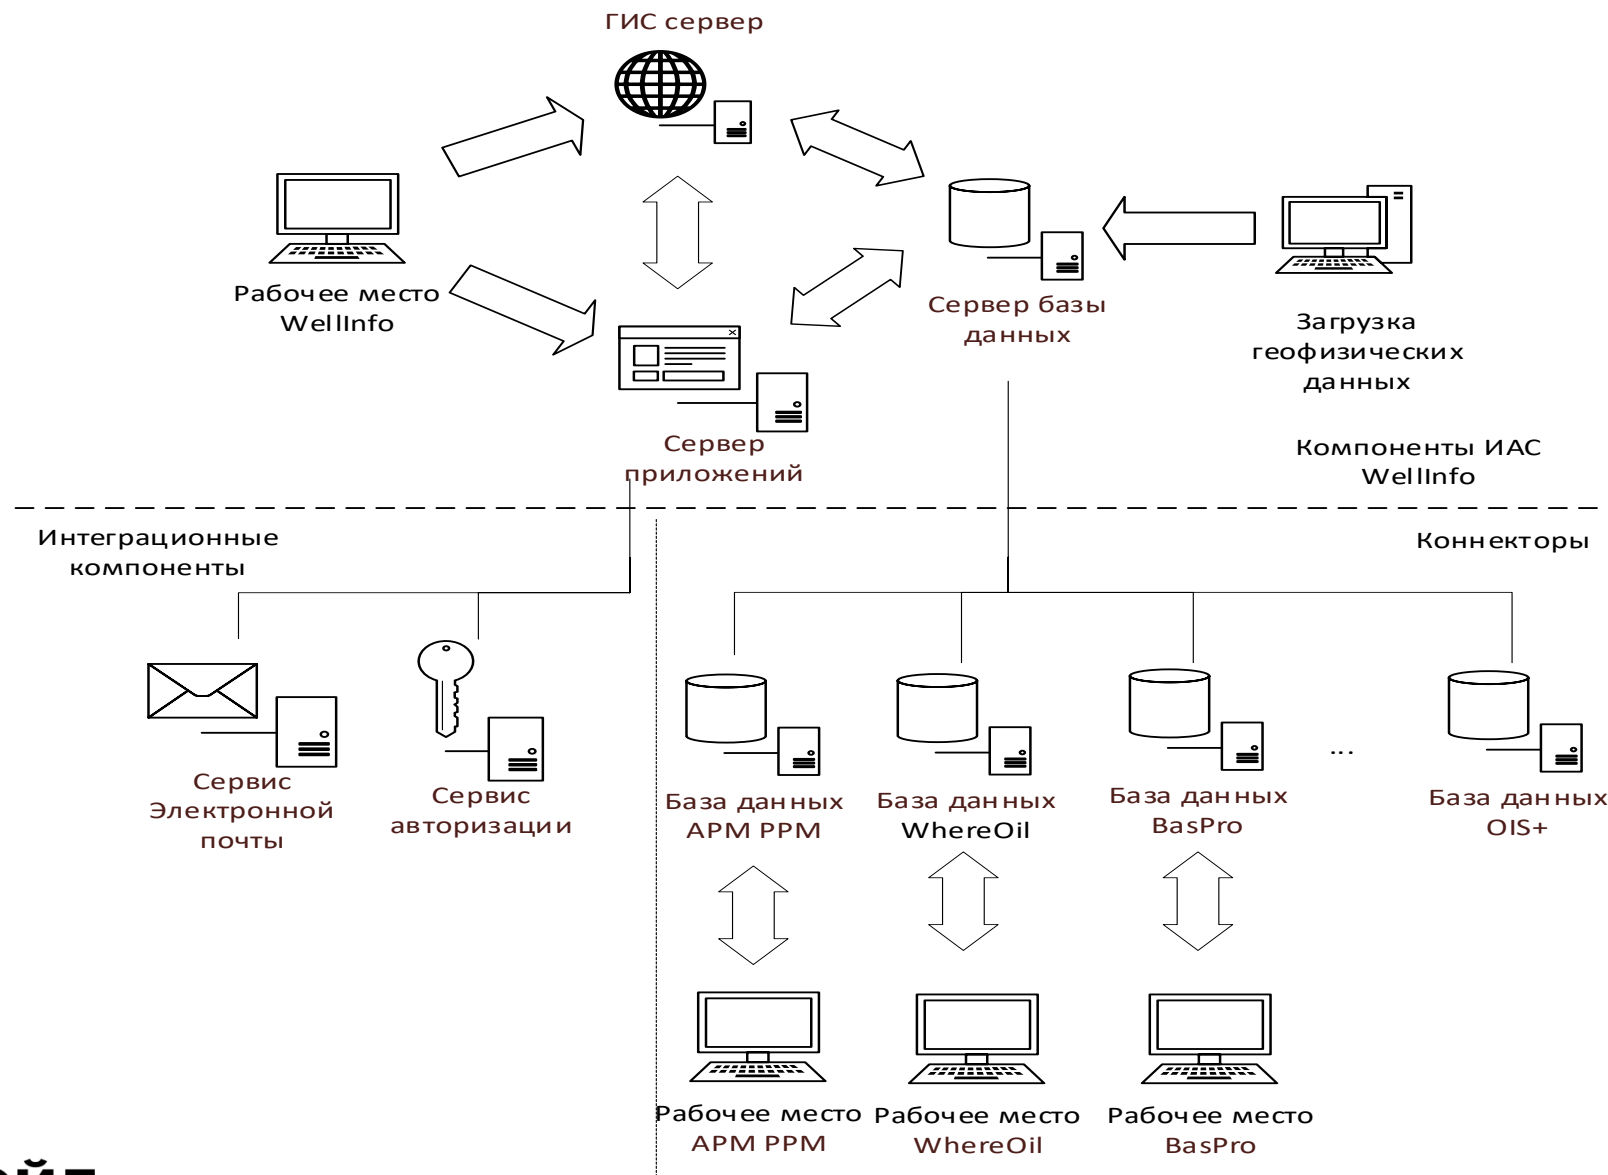 ГИС сервер
Рабочее место
WellInfo
Сервер базы
данных
Загрузка
геофизических
данных
Сервер
приложений
Компоненты ИАС
WellInfo
Интеграционные
компоненты
Коннекторы
Сервис
Электронной
почты
Сервис
авторизации
База данных
АРМ РРМ
База данных
WhereOil
База данных
BasPro
...
База данных
OIS+
Рабочее место
АРМ РРМ
Рабочее место
WhereOil
Рабочее место
BasPro